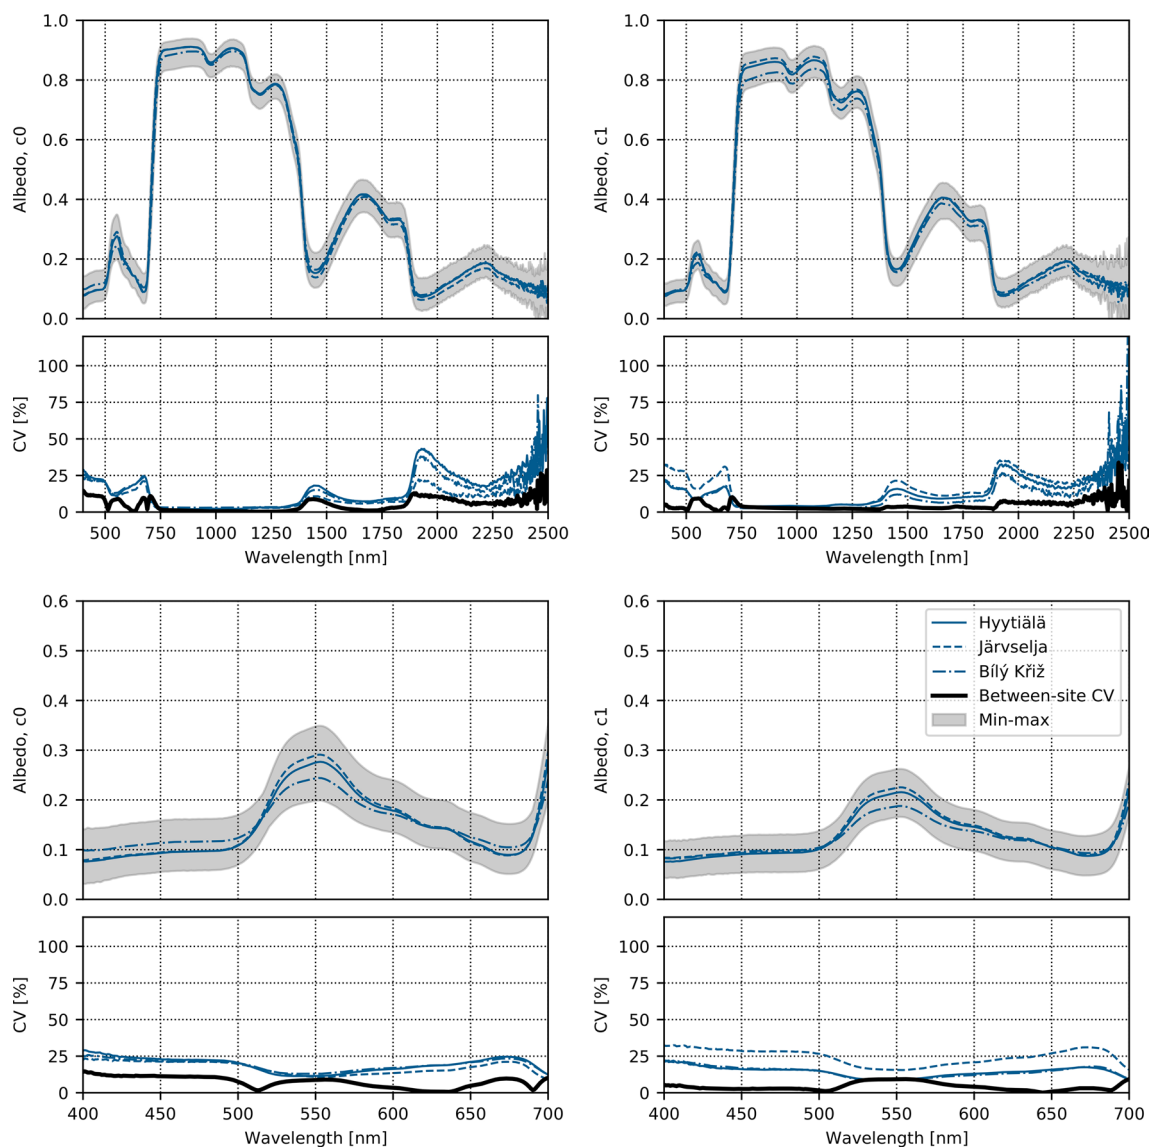 1.0
0.8
0.6
0.4
0.2
0.0
Albedo, c0
1.0
0.8
0.6
0.4
0.2
0.0
Albedo, c1
100
75
50
25
0
CV [%]
500 750 1000 1250 1500 1750 2000 2250 2500
Wavelength [nm]
100
75
50
25
0
CV [%]
500 750 1000 1250 1500 1750 2000 2250 2500
Wavelength [nm]
0.6
0.5
0.4
0.3
0.2
0.1
0.0
Albedo, c0
0.6
0.5
0.4
0.3
0.2
0.1
0.0
Albedo, c1
Hyytiälä
Järvselja
Bílý Křiž
Between-site CV
Min-max
100
75
50
25
0
CV [%]
400 450 500 550 600 650 700
Wavelength [nm]
100
75
50
25
0
CV [%]
400 450 500 550 600 650 700
Wavelength [nm]